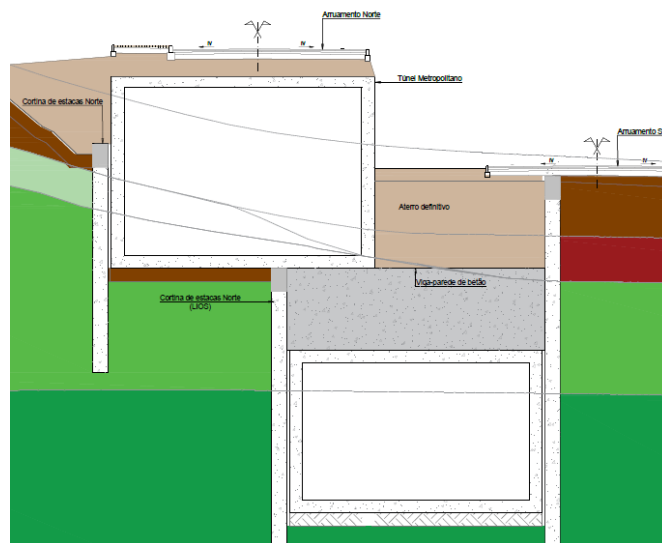 Arruamento Norte
Túnel Metropolitano
Cortina de estacas Norte
Arruamento S
Aterro definitivo
Viga-parede de betão
Cortina de estacas Norte
(LIOS)